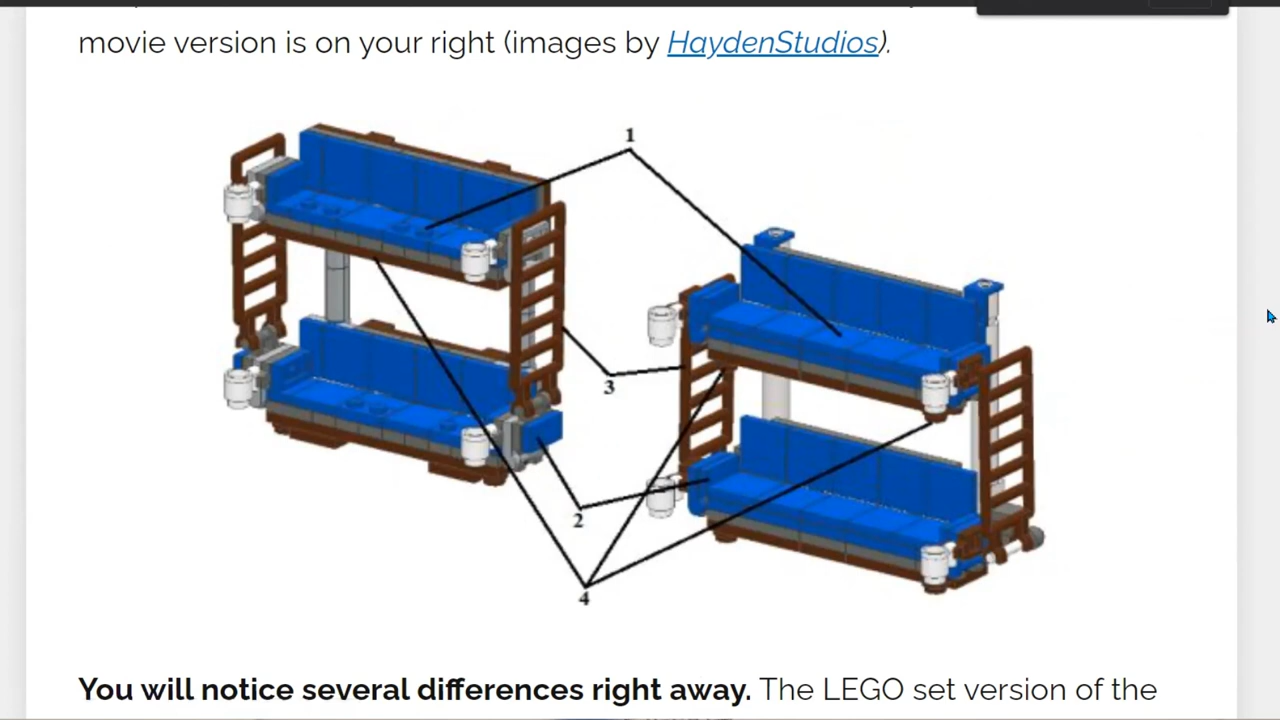 movie version is on your right (images by HaydenStudios).
1
3
2
4
You will notice several differences right away. The LEGO set version of the